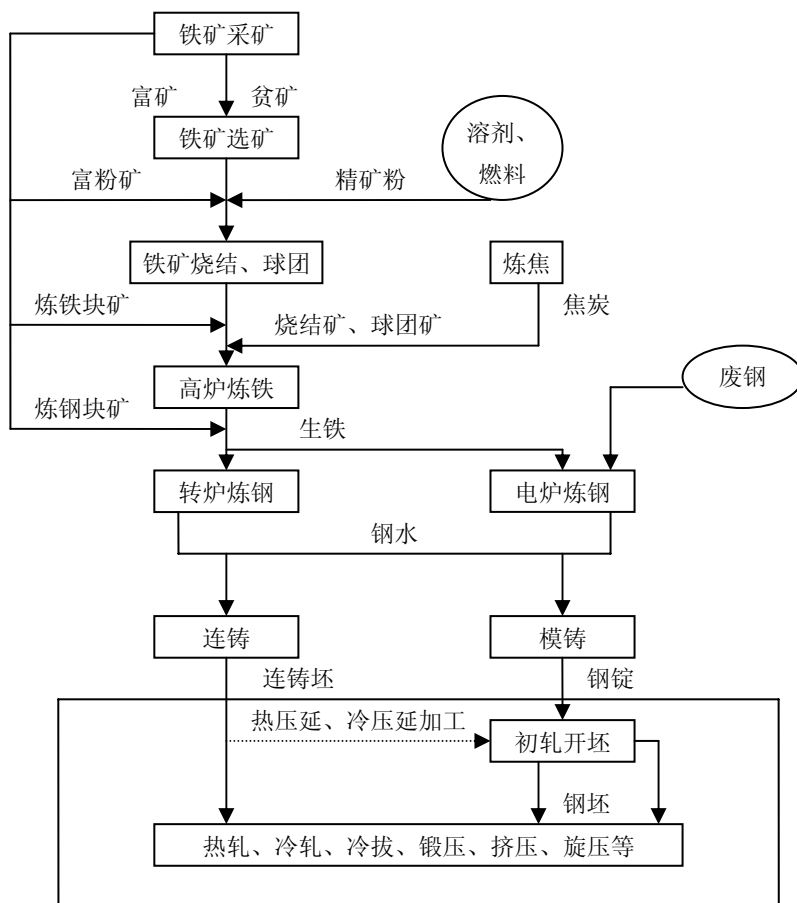 铁矿采矿
富矿
贫矿
铁矿选矿
溶剂、
燃料
富粉矿
精矿粉
铁矿烧结、球团
炼焦
炼铁块矿
烧结矿、球团矿
焦炭
高炉炼铁
废钢
炼钢块矿
生铁
转炉炼钢
电炉炼钢
钢水
连铸
模铸
连铸坯
钢锭
热压延、冷压延加工
初轧开坯
钢坯
热轧、冷轧、冷拔、锻压、挤压、旋压等